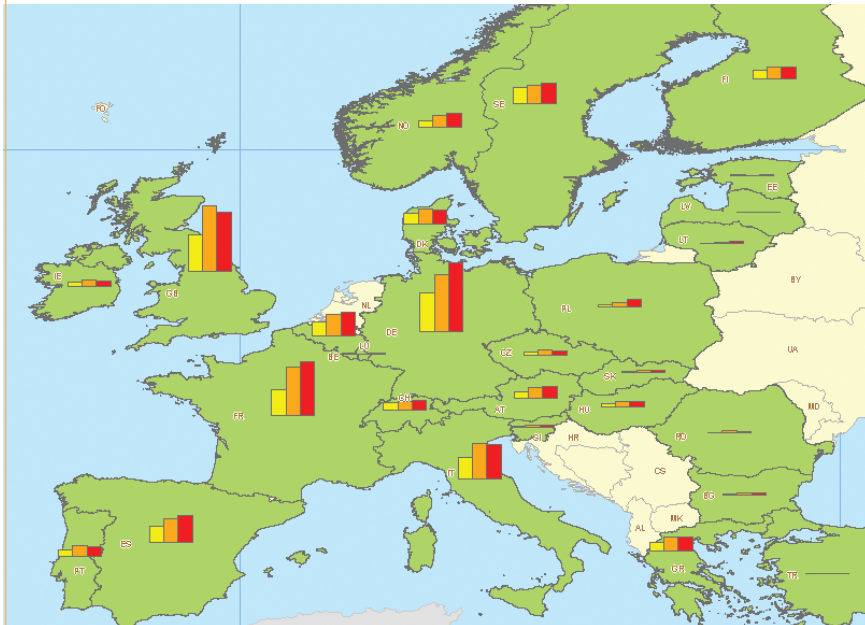 FI
SE
FO
NO
EE
LV
LT
DK
IE
GB
BY
NL
PL
DE
BE
LU
CZ
UA
SK
CH
AT
HU
MD
FR
RO
SI
HR
IT
CS
BG
MK
AL
ES
PT
GR
TR